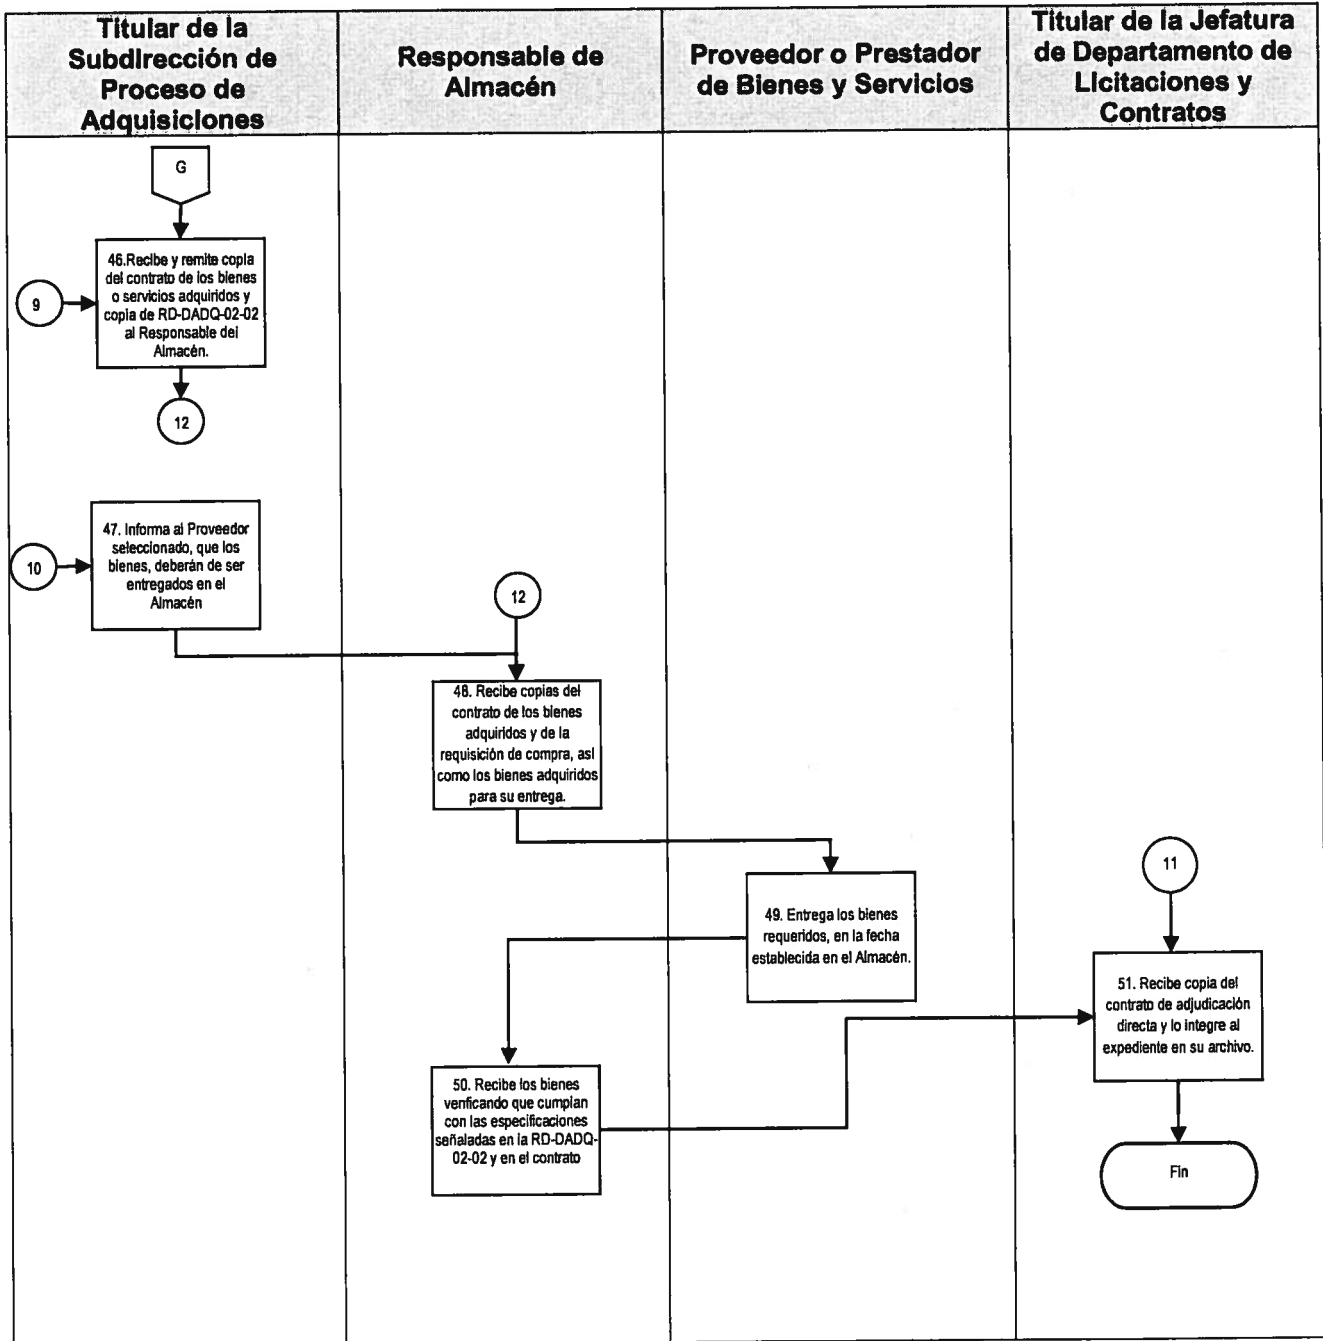 Titular de la
Subdirección de
Proceso de
Adquisiciones
Responsable de
Almacén
Proveedor o Prestador
de Bienes y Servicios
Titular de la Jefatura
de Departamento de
Licitaciones y
Contratos
G
46.Recibe y remite copia
del contrato de los bienes
o servicios adquiridos y
copia de RD-DADQ-02-02
al Responsable del
Almacén.
9
12
47. Informa al Proveedor
seleccionado, que los
bienes, deberán de ser
entregados en el
Almacén
10
12
48. Recibe copias del
contrato de los bienes
adquiridos y de la
requisición de compra, así
como los bienes adquiridos
para su entrega.
49. Entrega los bienes
requeridos, en la fecha
establecida en el Almacén.
11
50. Recibe los bienes
verificando que cumplan
con las especificaciones
señaladas en la RD-DADQ-
02-02 y en el contrato
51. Recibe copia del
contrato de adjudicación
directa y lo integre al
expediente en su archivo.
Fin